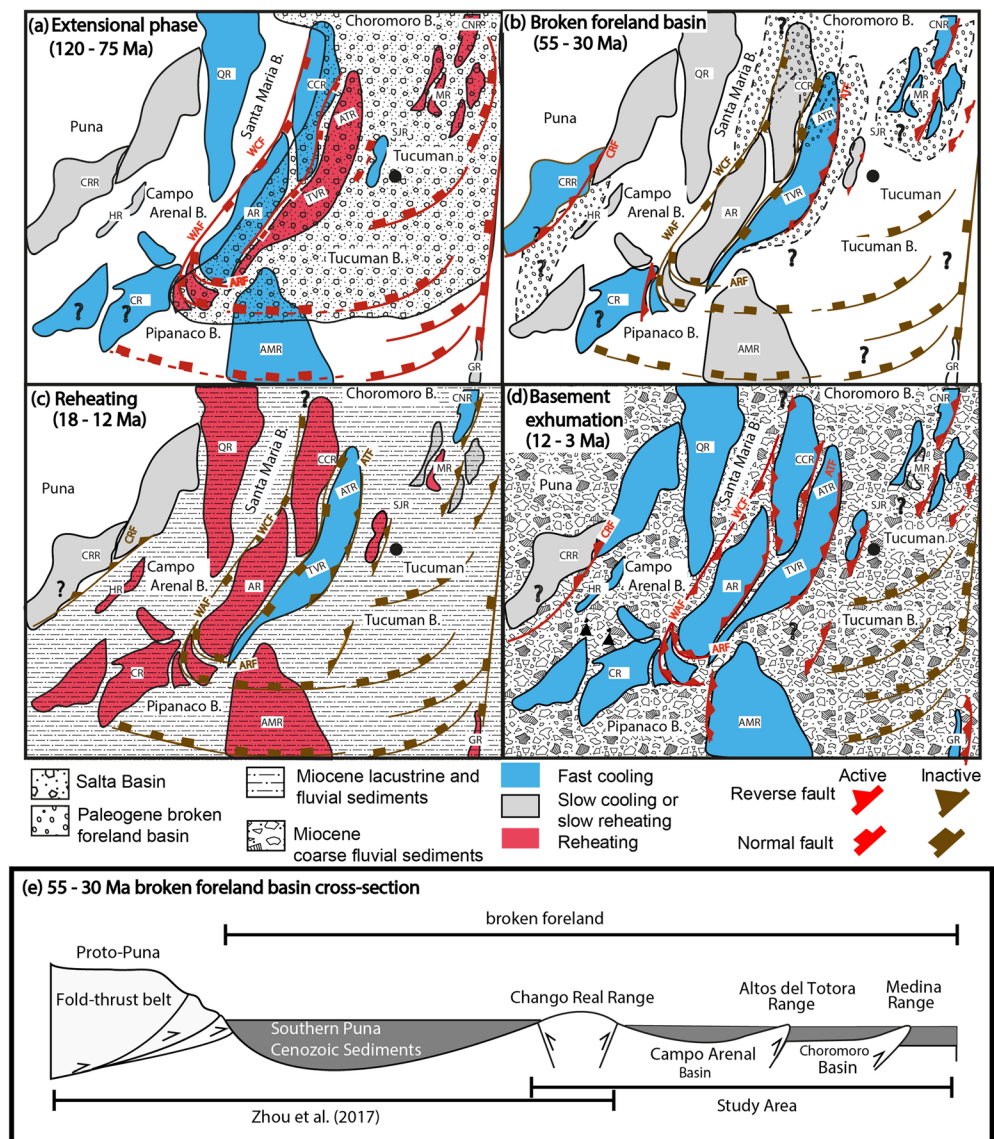 (a) Extensional phase
(120 - 75 Ma)
Choromoro B.
CNR
QR
Santa Maria B.
CCR
MR
ATR
Puna
SJR
WCF
Tucuman
CRR
Campo
Arenal B.
HR
TVR
AR
WAF
Tucuman B.
ARF
?
?
CR
Pipanaco B.
AMR
GR
(b) Broken foreland basin
(55 - 30 Ma)
Choromoro B.
CNR
QR
Santa Maria B.
CCR
ATF
MR
ATR
Puna
SJR
?
?
CRF
WCF
Tucuman
CRR
Campo
Arenal B.
HR
?
TVR
AR
WAF
Tucuman B.
?
?
ARF
CR
?
Pipanaco B.
?
AMR
GR
(c) Reheating
(18 - 12 Ma)
?
Choromoro B.
CNR
QR
Santa Maria B.
CCR
ATF
MR
ATR
Puna
SJR
CRF
WCF
Tucuman
CRR
Campo
Arenal B.
?
HR
TVR
AR
WAF
Tucuman B.
ARF
CR
Pipanaco B.
AMR
GR
(d) Basement
exhumation
(12 - 3 Ma)
?
Choromoro B.
CNR
QR
Santa Maria B.
CCR
ATF
MR
ATR
Puna
?
SJR
WCF
CRF
Tucuman
CRR
Campo
Arenal B.
?
HR
TVR
AR
WAF
Tucuman B.
?
?
ARF
CR
Pipanaco B.
AMR
GR
Salta Basin
Paleogene broken
foreland basin
Miocene lacustrine and
fluvial sediments
Miocene
coarse fluvial sediments
Fast cooling
Slow cooling or
slow reheating
Reheating
Active
Inactive
Reverse fault
Normal fault
(e) 55 - 30 Ma broken foreland basin cross-section
broken foreland
Proto-Puna
Fold-thrust belt
Southern Puna
Cenozoic Sediments
Chango Real Range
Altos del Totora
Range
Medina
Range
Campo Arenal
Basin
Choromoro
Basin
Zhou et al. (2017)
Study Area